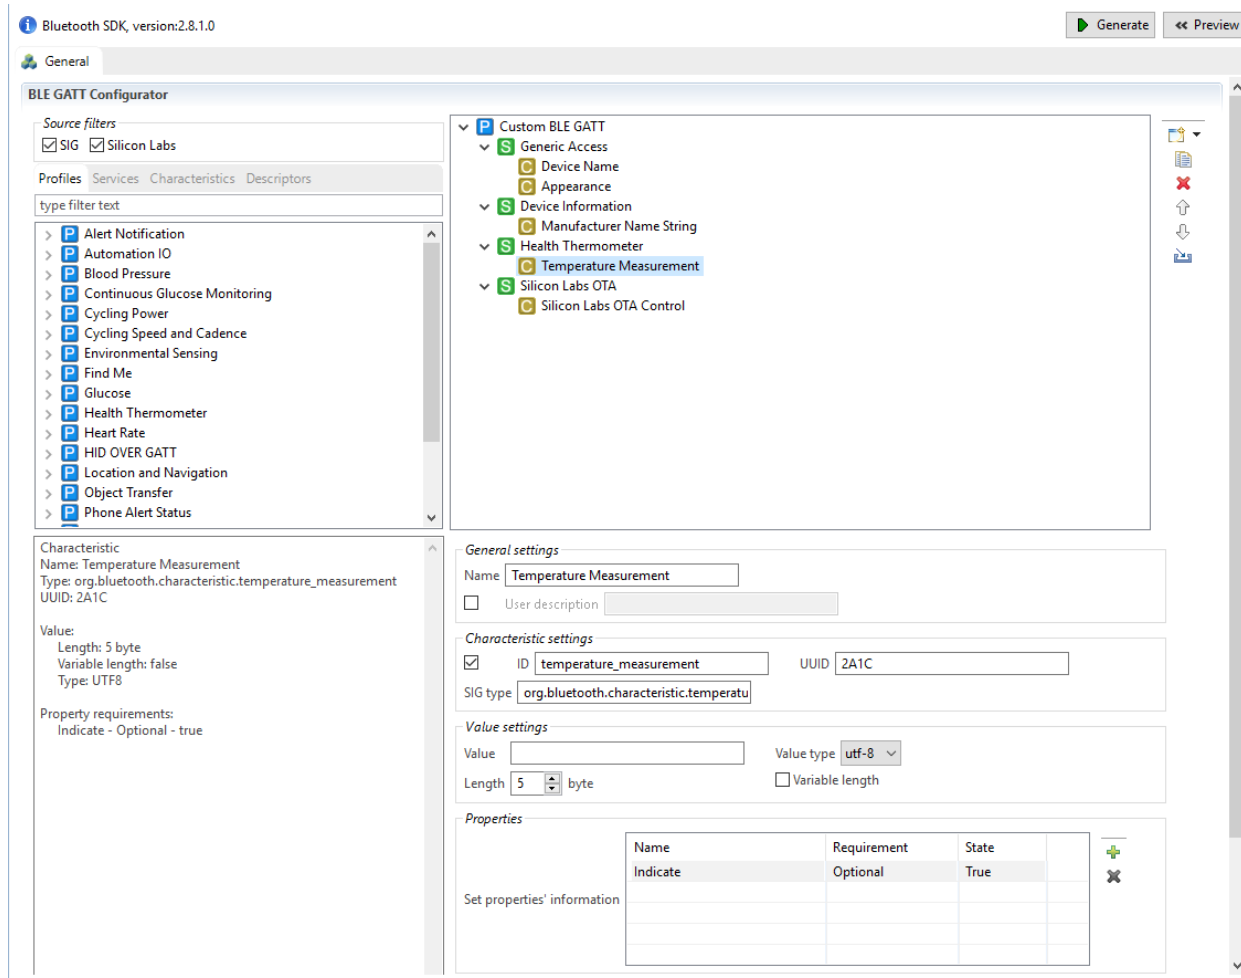 Bluetooth SDK, version:2.8.1.0
Generate
Preview
General
BLE GATT Configurator
Source filters
SIG
Silicon Labs
Profiles Services Characteristics Descriptors
type filter text
P Alert Notification
P Automation IO
P Blood Pressure
P Continuous Glucose Monitoring
P Cycling Power
P Cycling Speed and Cadence
P Environmental Sensing
P Find Me
P Glucose
P Health Thermometer
P Heart Rate
P HID OVER GATT
P Location and Navigation
P Object Transfer
P Phone Alert Status
P Custom BLE GATT
S Generic Access
C Device Name
C Appearance
S Device Information
C Manufacturer Name String
S Health Thermometer
C Temperature Measurement
S Silicon Labs OTA
C Silicon Labs OTA Control
Characteristic
Name: Temperature Measurement
Type: org.bluetooth.characteristic.temperature_measurement
UUID: 2A1C
Value:
Length: 5 byte
Variable length: false
Type: UTF8
Property requirements:
Indicate - Optional - true
General settings
Name Temperature Measurement
User description
Characteristic settings
ID temperature_measurement UUID 2A1C
SIG type org.bluetooth.characteristic.temperatu
Value settings
Value Value type utf-8
Length 5 byte Variable length
Properties
Name Requirement State
Indicate Optional True
Set properties' information